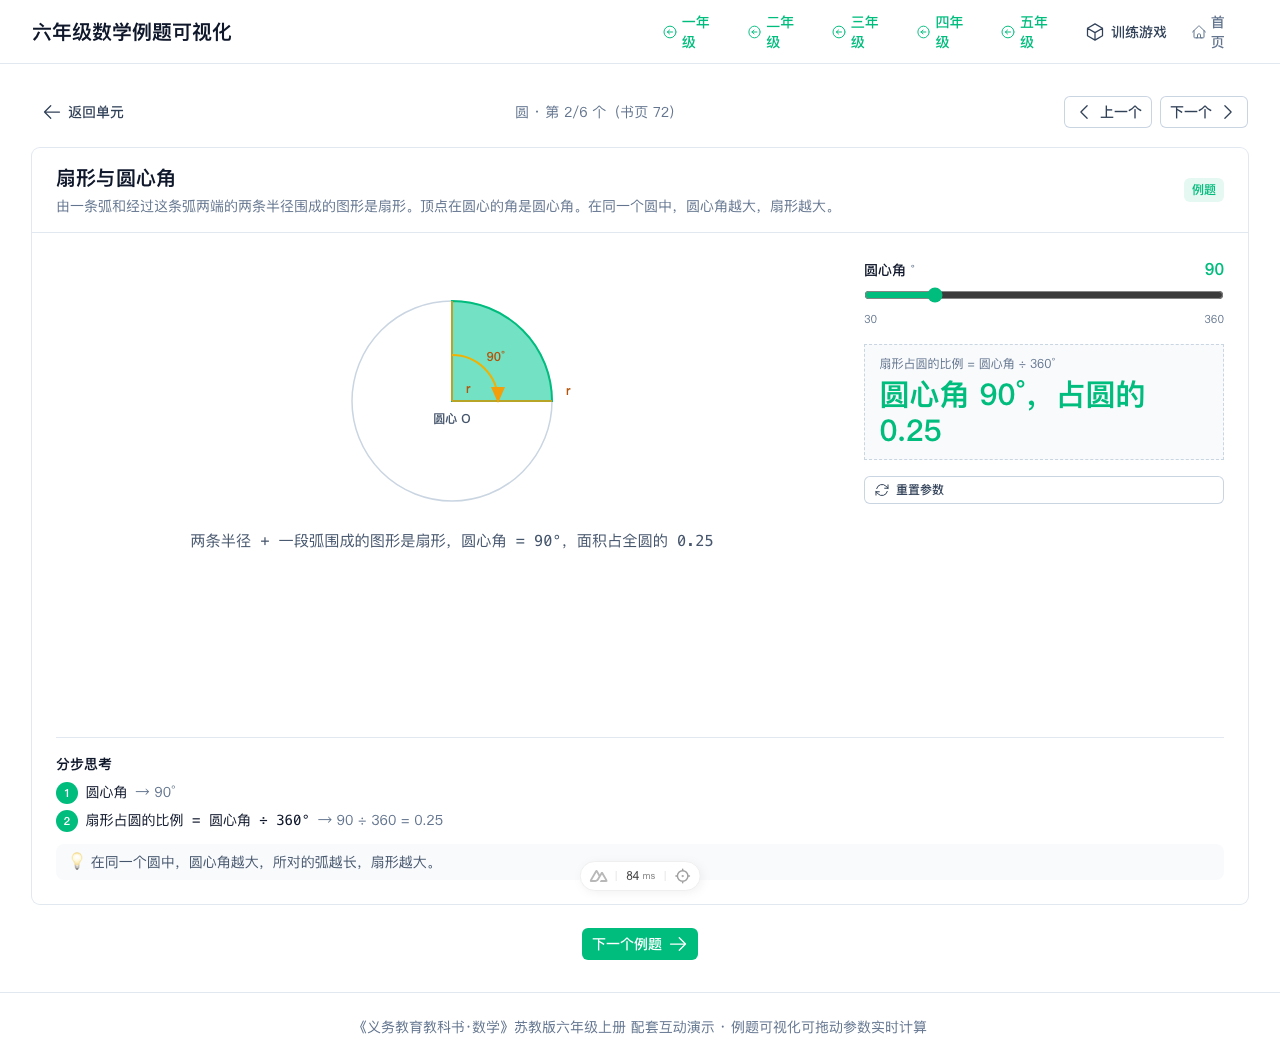 六年级数学例题可视化
一年级
二年级
三年级
四年级
五年级
训练游戏
首页
返回单元
圆 · 第 2/6 个（书页 72）
上一个
下一个
扇形与圆心角
由一条弧和经过这条弧两端的两条半径围成的图形是扇形。顶点在圆心的角是圆心角。在同一个圆中，圆心角越大，扇形越大。
例题
圆心角 °
90
30
360
扇形占圆的比例 = 圆心角 ÷ 360°
圆心角 90°，占圆的
0.25
重置参数
90°
r
r
圆心 O
两条半径 + 一段弧围成的图形是扇形，圆心角 = 90°，面积占全圆的 0.25
分步思考
1 圆心角 → 90°
2 扇形占圆的比例 = 圆心角 ÷ 360° → 90 ÷ 360 = 0.25
💡 在同一个圆中，圆心角越大，所对的弧越长，扇形越大。
84 ms
下一个例题 →
《义务教育教科书·数学》苏教版六年级上册 配套互动演示 · 例题可视化可拖动参数实时计算